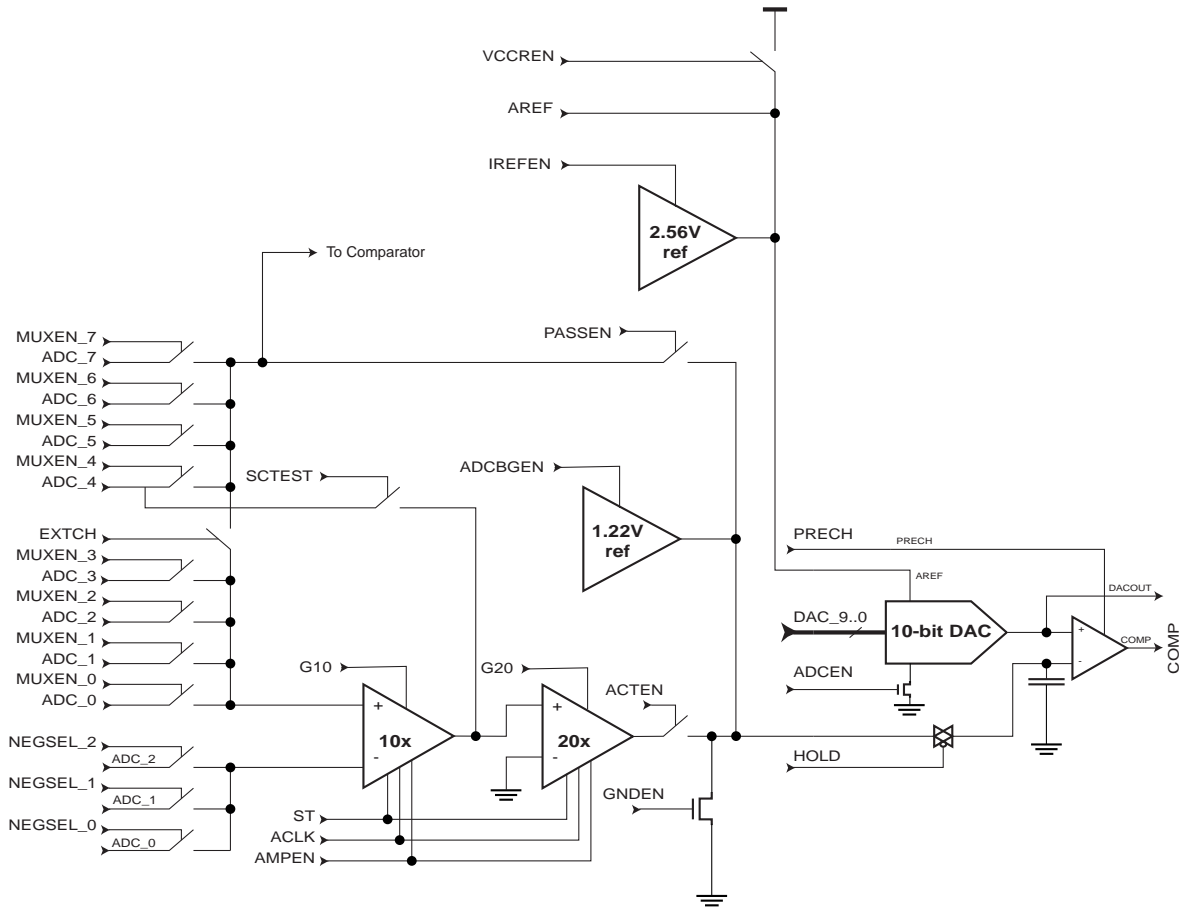 VCCREN
AREF
IREFEN
2.56V
ref
To Comparator
PASSEN
MUXEN_7
ADC_7
MUXEN_6
ADC_6
MUXEN_5
ADC_5
MUXEN_4
ADC_4
SCTEST
ADCBGEN
1.22V
ref
EXTCH
MUXEN_3
ADC_3
MUXEN_2
ADC_2
MUXEN_1
ADC_1
MUXEN_0
ADC_0
PRECH
PRECH
AREF
DACOUT
DAC_9..0
10-bit DAC
+
-
COMP
COMP
ADCEN
G10
+
10x
-
G20
+
20x
-
ACTEN
HOLD
NEGSEL_2
ADC_2
NEGSEL_1
ADC_1
NEGSEL_0
ADC_0
GNDEN
ST
ACLK
AMPEN